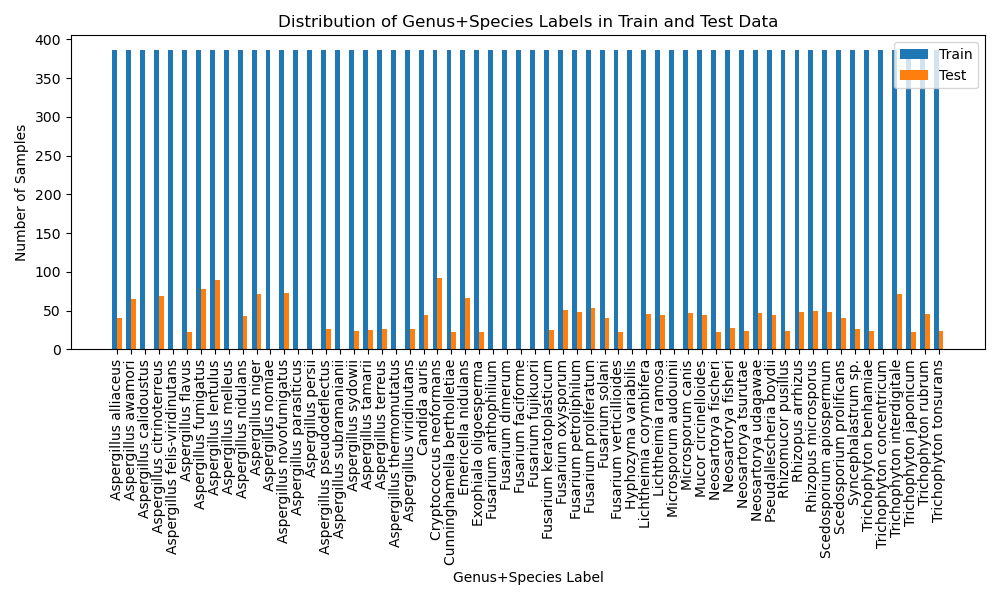 Distribution of Genus+Species Labels in Train and Test Data
Number of Samples
400
350
300
250
200
150
100
50
0
Train
Test
Aspergillus alliaceus
Aspergillus awamori
Aspergillus calidoustus
Aspergillus citrinoterreus
Aspergillus felis-viridinutans
Aspergillus flavus
Aspergillus fumigatus
Aspergillus lentulus
Aspergillus melleus
Aspergillus nidulans
Aspergillus niger
Aspergillus nomiae
Aspergillus novofumigatus
Aspergillus parasiticus
Aspergillus persii
Aspergillus pseudodeflectus
Aspergillus subramanianii
Aspergillus sydowii
Aspergillus tamarii
Aspergillus terreus
Aspergillus thermomutatus
Aspergillus viridinutans
Candida auris
Cryptococcus neoformans
Cunninghamella bertholletiae
Emericella nidulans
Exophiala oligoesperma
Fusarium anthophilium
Fusarium dimerum
Fusarium falciforme
Fusarium fujikuorii
Fusarium keratoplasticum
Fusarium oxysporum
Fusarium petroliphilum
Fusarium proliferatum
Fusarium solani
Fusarium verticillioides
Hyphozyma variabilis
Lichtheimia corymbifera
Lichtheimia ramosa
Microsporum audouinii
Microsporum canis
Mucor circinelloides
Neosartorya fischeri
Neosartorya fisheri
Neosartorya tsurutae
Neosartorya udagawae
Pseudallescheria boydii
Rhizomucor pusillus
Rhizopus arrhizus
Rhizopus microsporus
Scedosporium apiospermum
Scedosporium prolificans
Syncephalastrum sp.
Trichophyton benhamiae
Trichophyton concentricum
Trichophyton interdigitale
Trichophyton japonicum
Trichophyton rubrum
Trichophyton tonsurans
Genus+Species Label